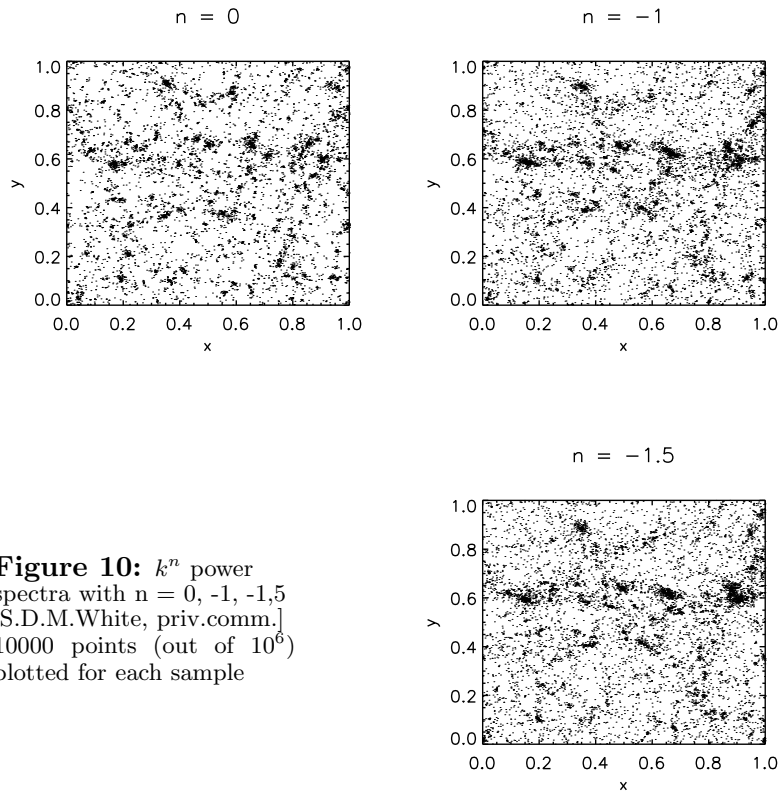 n = 0
1.0
0.8
0.6
0.4
0.2
0.0
y
0.0 0.2 0.4 0.6 0.8 1.0
x
n = −1
1.0
0.8
0.6
0.4
0.2
0.0
y
0.0 0.2 0.4 0.6 0.8 1.0
x
n = −1.5
1.0
0.8
0.6
0.4
0.2
0.0
y
0.0 0.2 0.4 0.6 0.8 1.0
x
Figure 10: kⁿ power
spectra with n = 0, -1, -1,5
S.D.M.White, priv.comm.]
10000 points (out of 10⁶)
plotted for each sample